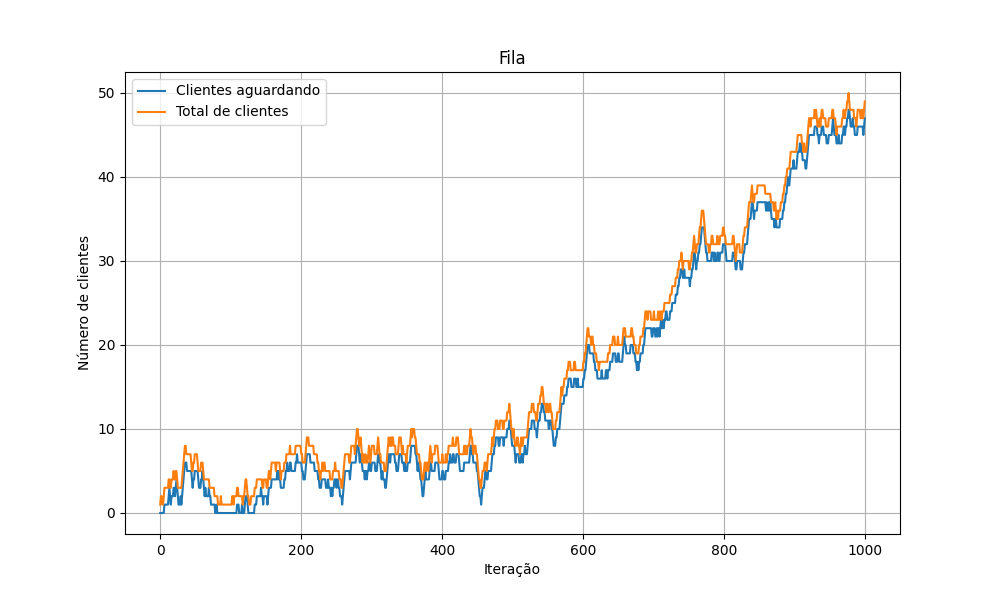 Fila
Clientes aguardando
Total de clientes
50
40
30
20
10
0
Número de clientes
0 200 400 600 800 1000
Iteração